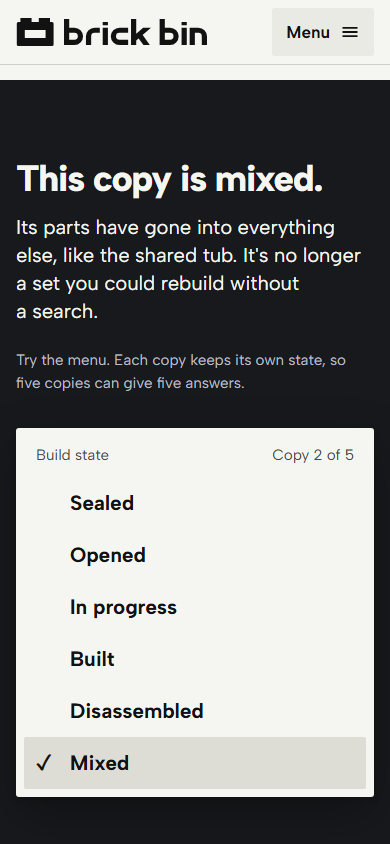 brick bin
Menu
This copy is mixed.
Its parts have gone into everything
else, like the shared tub. It's no longer
a set you could rebuild without
a search.
Try the menu. Each copy keeps its own state, so
five copies can give five answers.
Build state
Copy 2 of 5
Sealed
Opened
In progress
Built
Disassembled
✓ Mixed